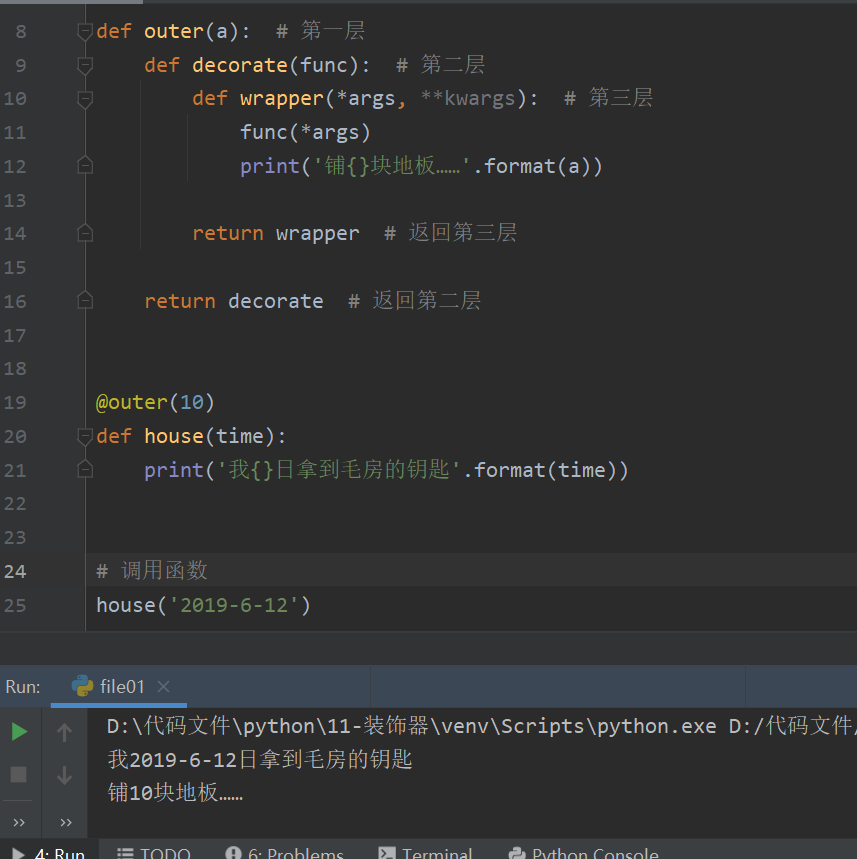 8 def outer(a):  # 第一层
9     def decorate(func):  # 第二层
10         def wrapper(*args, **kwargs):  # 第三层
11             func(*args)
12             print('铺{}块地板……'.format(a))
13
14         return wrapper  # 返回第三层
15
16     return decorate  # 返回第二层
17
18
19 @outer(10)
20 def house(time):
21     print('我{}日拿到毛房的钥匙'.format(time))
22
23
24 # 调用函数
25 house('2019-6-12')
Run: file01 ×
D:\代码文件\python\11-装饰器\venv\Scripts\python.exe D:/代码文件/
我2019-6-12日拿到毛房的钥匙
铺10块地板……
4: Run TODO 6: Problems Terminal Python Console